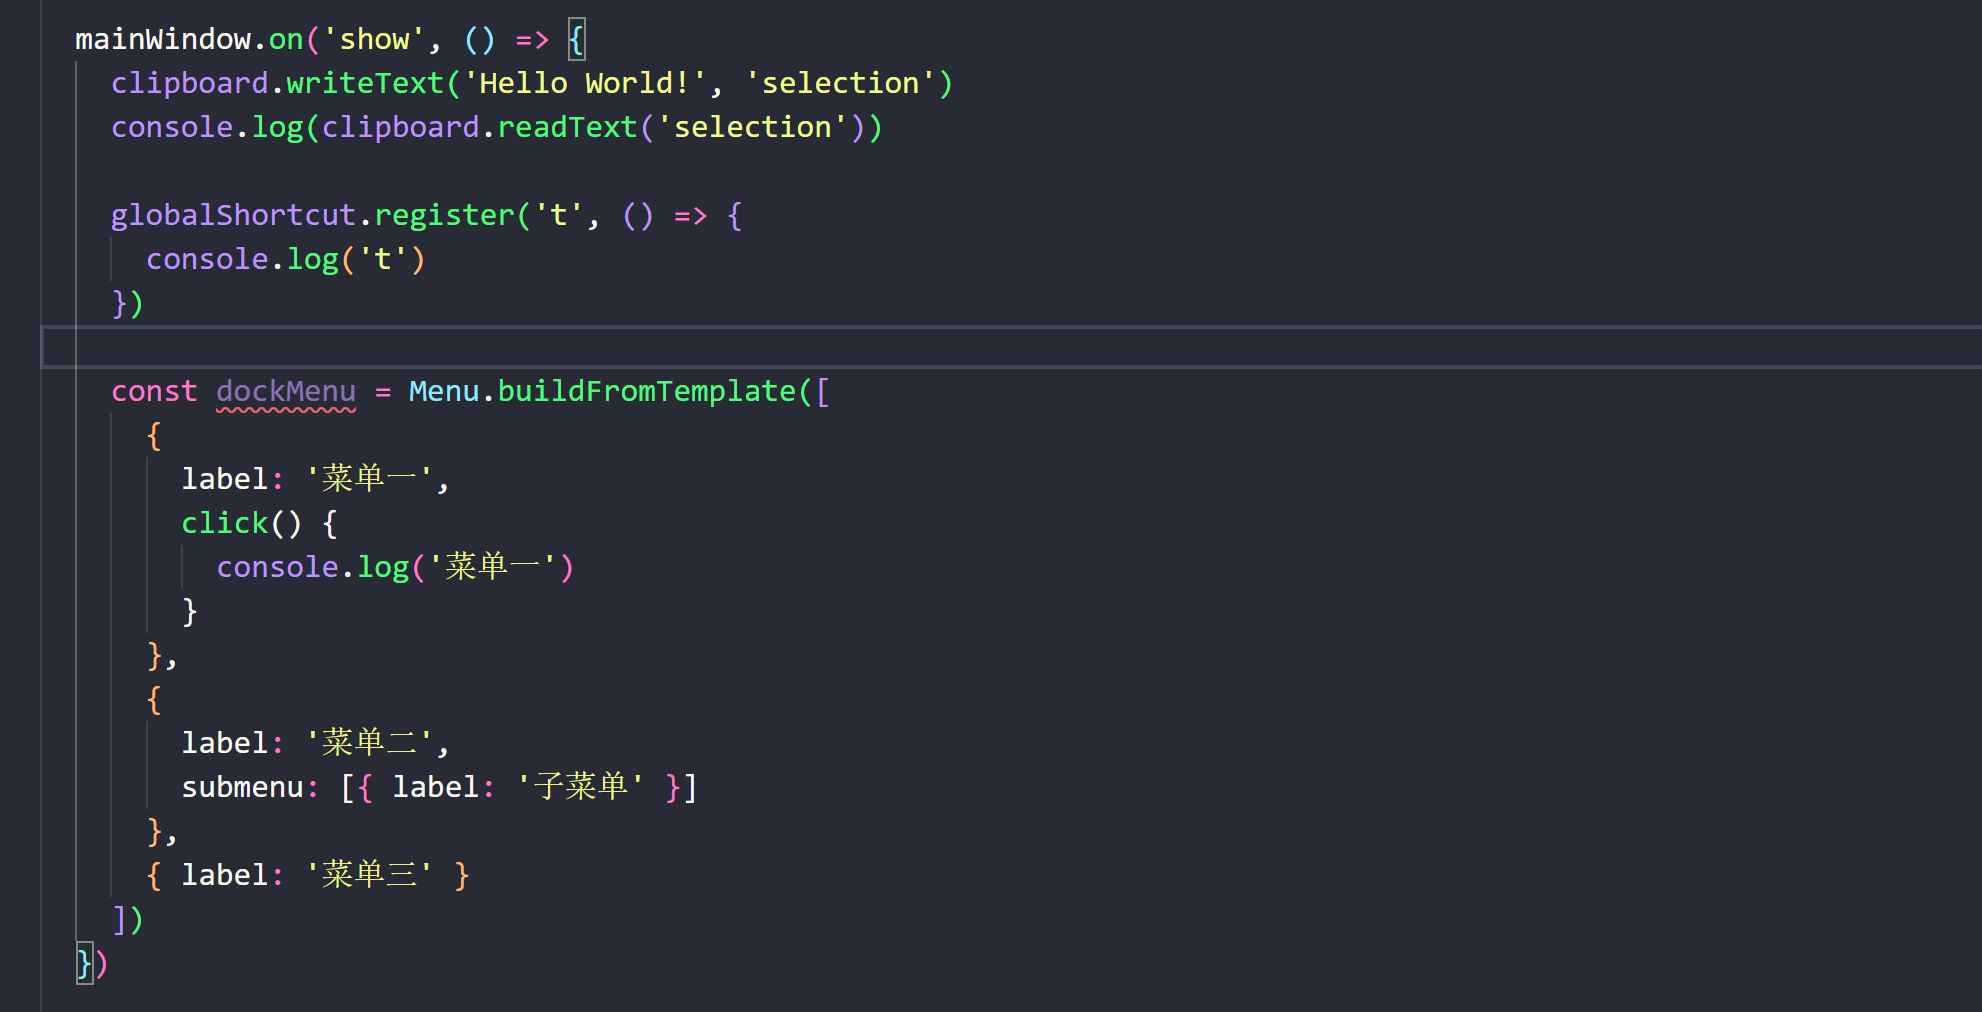 mainWindow.on('show', () => {
clipboard.writeText('Hello World!', 'selection')
console.log(clipboard.readText('selection'))
globalShortcut.register('t', () => {
console.log('t')
})
const dockMenu = Menu.buildFromTemplate([
{
label: '菜单一',
click() {
console.log('菜单一')
}
},
{
label: '菜单二',
submenu: [{ label: '子菜单' }]
},
{ label: '菜单三' }
])
})